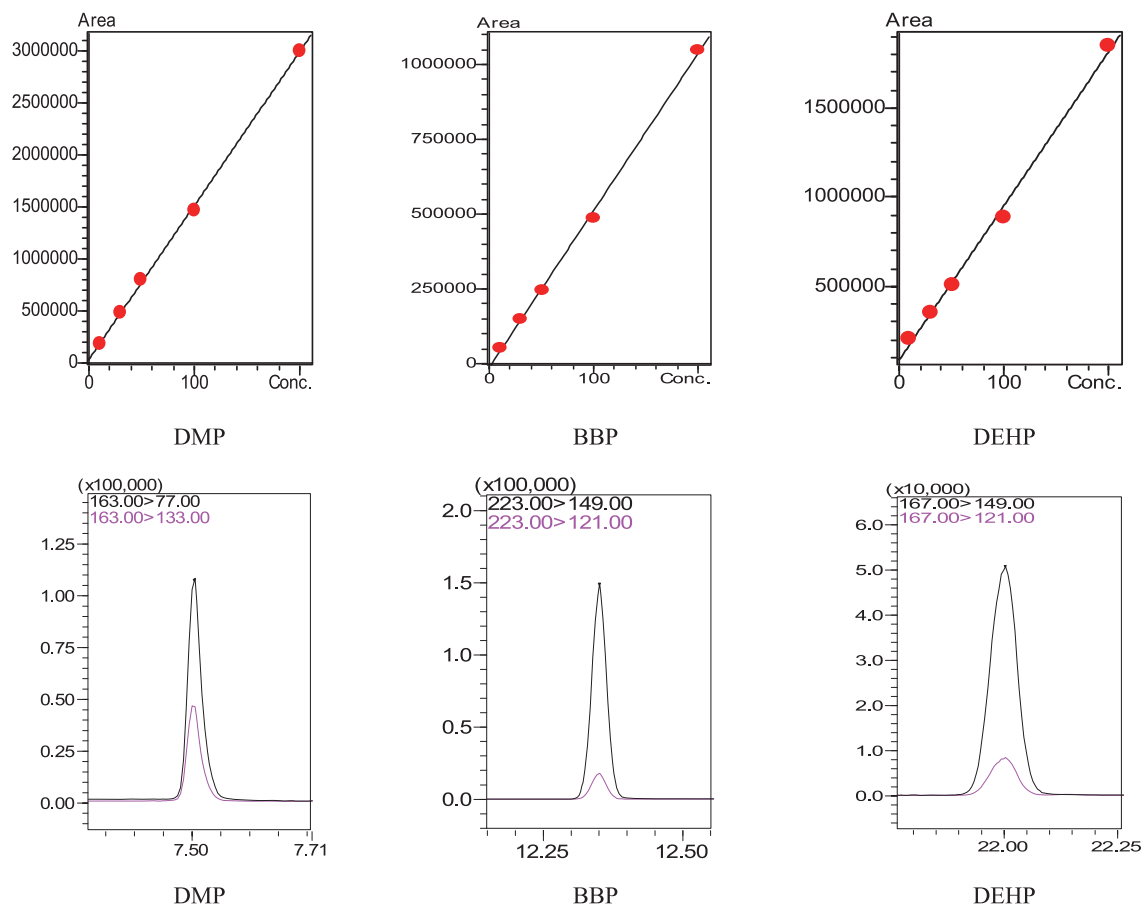 Area
3000000
2500000
2000000
1500000
1000000
500000
0
0 100 Conc.
DMP
Area
1000000
750000
500000
250000
0
0 100 Conc.
BBP
Area
1500000
1000000
500000
0 100 Conc.
DEHP
(x100,000)
163.00>77.00
163.00>133.00
1.25
1.00
0.75
0.50
0.25
0.00
7.50 7.71
DMP
(x100,000)
223.00>149.00
223.00>121.00
2.0
1.5
1.0
0.5
0.0
12.25 12.50
BBP
(x10,000)
167.00>149.00
167.00>121.00
6.0
5.0
4.0
3.0
2.0
1.0
0.0
22.00 22.25
DEHP